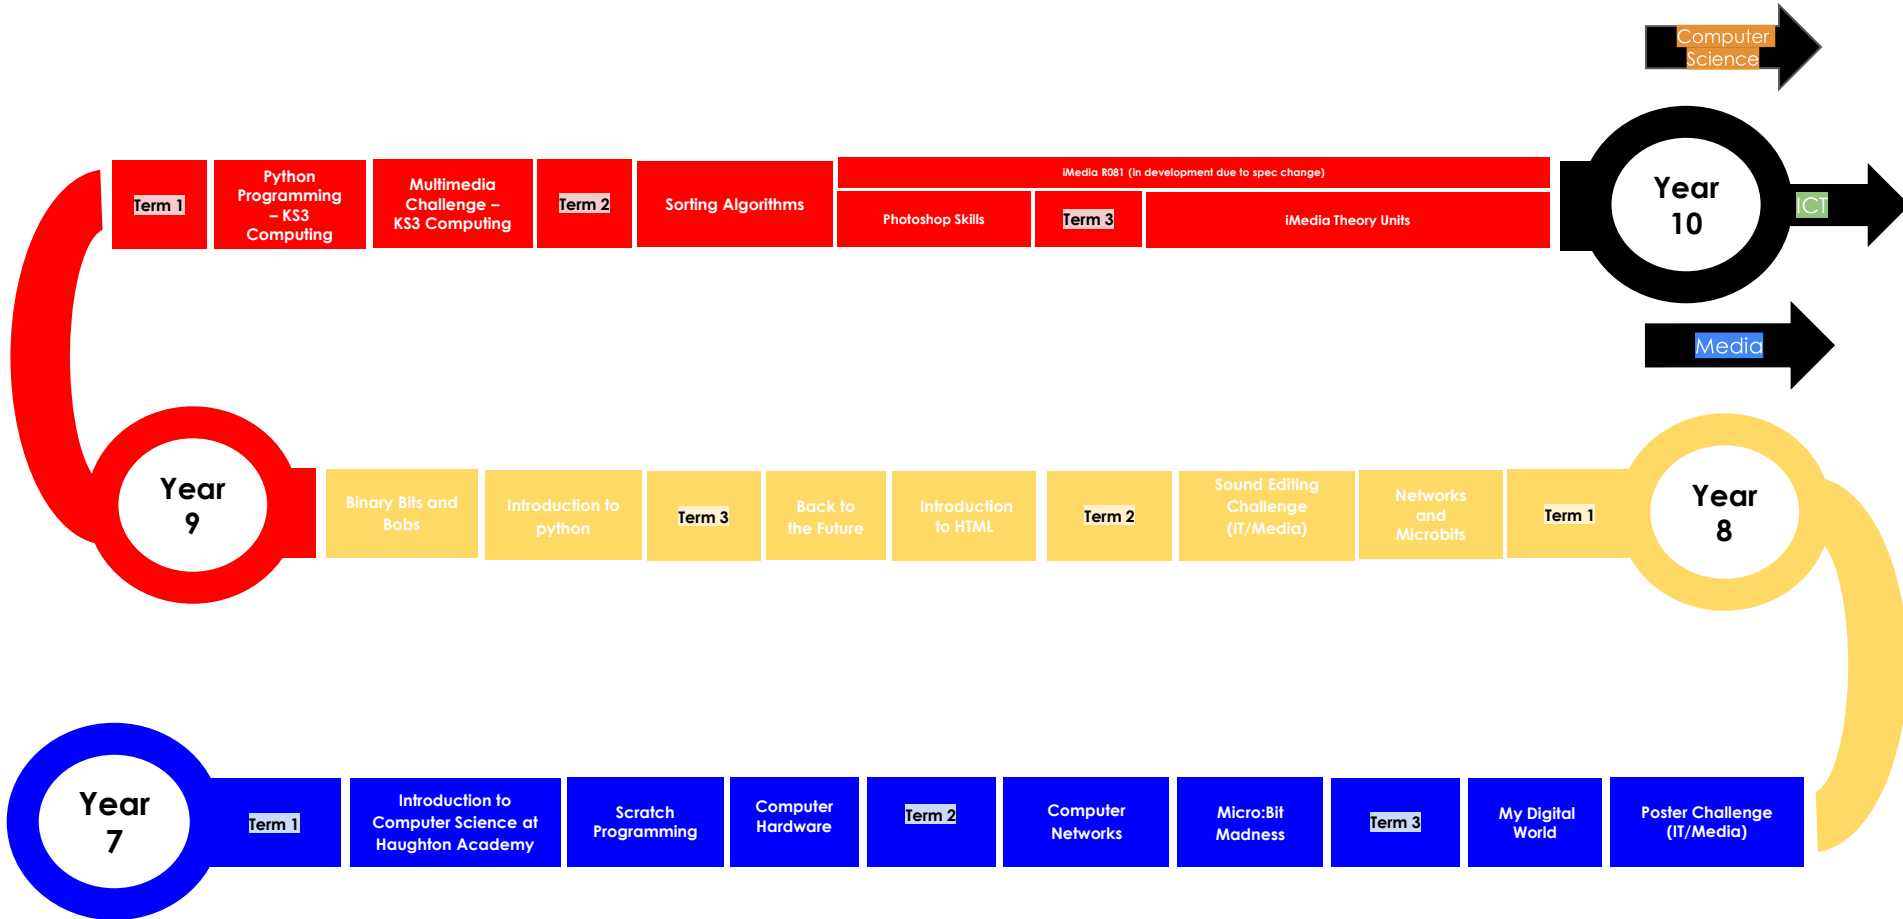 Computer
Science
Term 1
Python
Programming
– KS3
Computing
Multimedia
Challenge –
KS3 Computing
Term 2
Sorting Algorithms
iMedia R081 (in development due to spec change)
Photoshop Skills
Term 3
iMedia Theory Units
Year
10
ICT
Media
Year
9
Binary Bits and
Bobs
Introduction to
python
Term 3
Back to
the Future
Introduction
to HTML
Term 2
Sound Editing
Challenge
(IT/Media)
Networks
and
Microbits
Term 1
Year
8
Year
7
Term 1
Introduction to
Computer Science at
Haughton Academy
Scratch
Programming
Computer
Hardware
Term 2
Computer
Networks
Micro:Bit
Madness
Term 3
My Digital
World
Poster Challenge
(IT/Media)